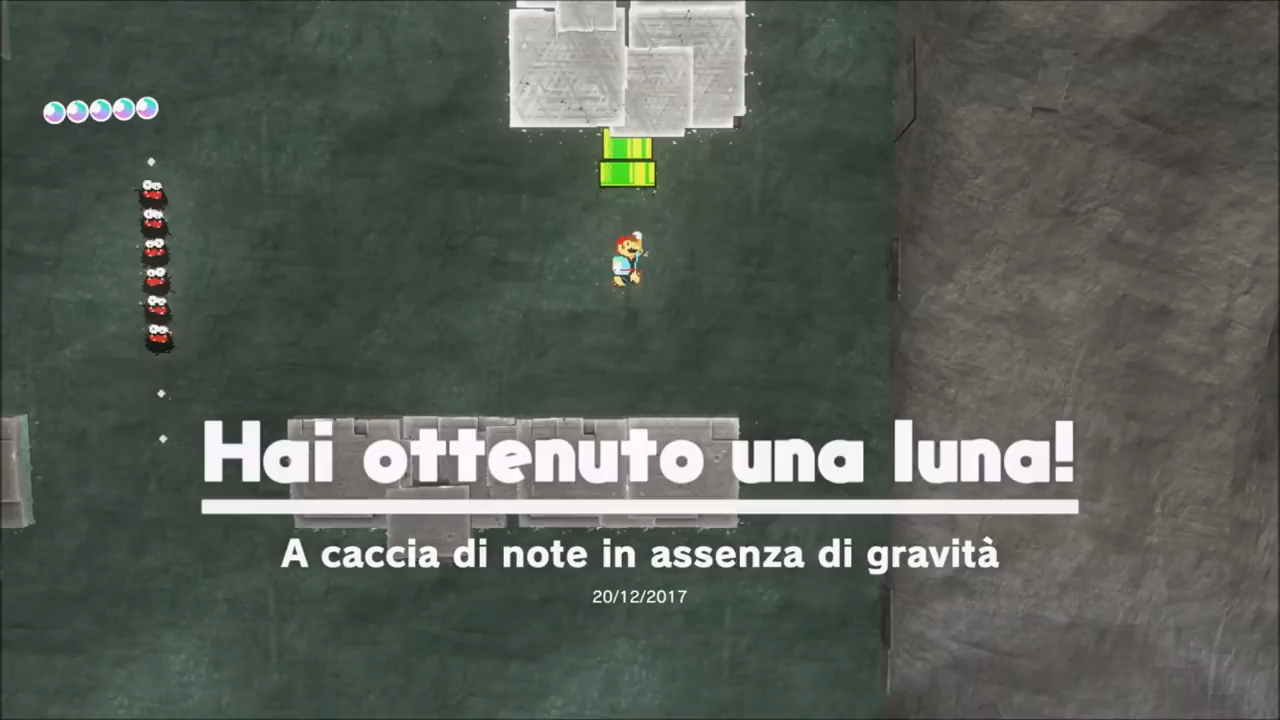 Hai ottenuto una luna!
A caccia di note in assenza di gravità
20/12/2017